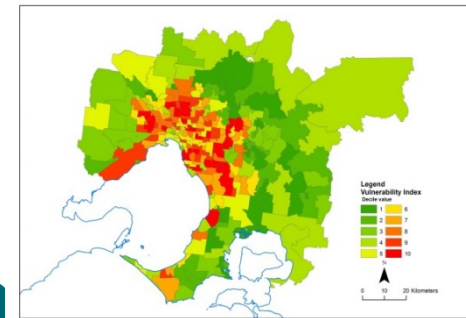 Legend
Vulnerability Index
Decile value
1 6
2 7
3 8
4 9
5 10
N
0 10 20 Kilometers